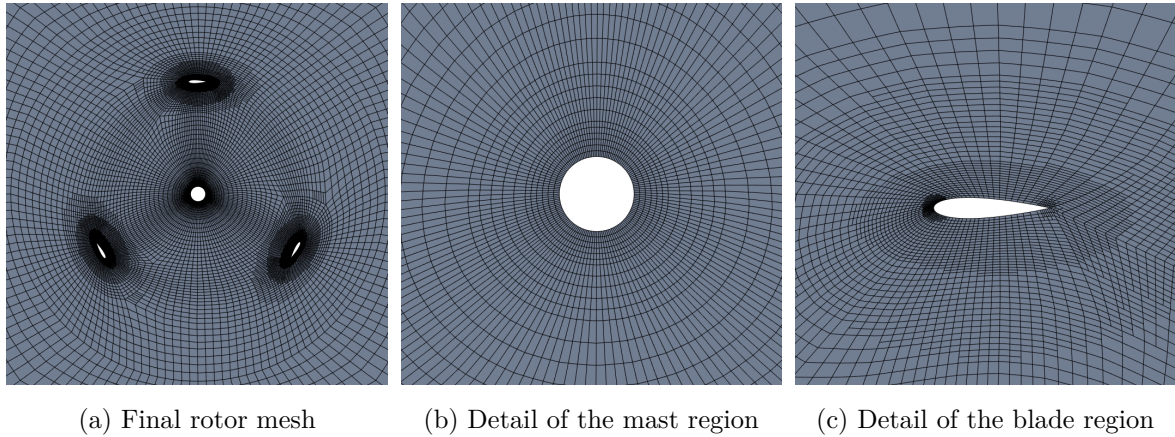 (a) Final rotor mesh
(b) Detail of the mast region
(c) Detail of the blade region